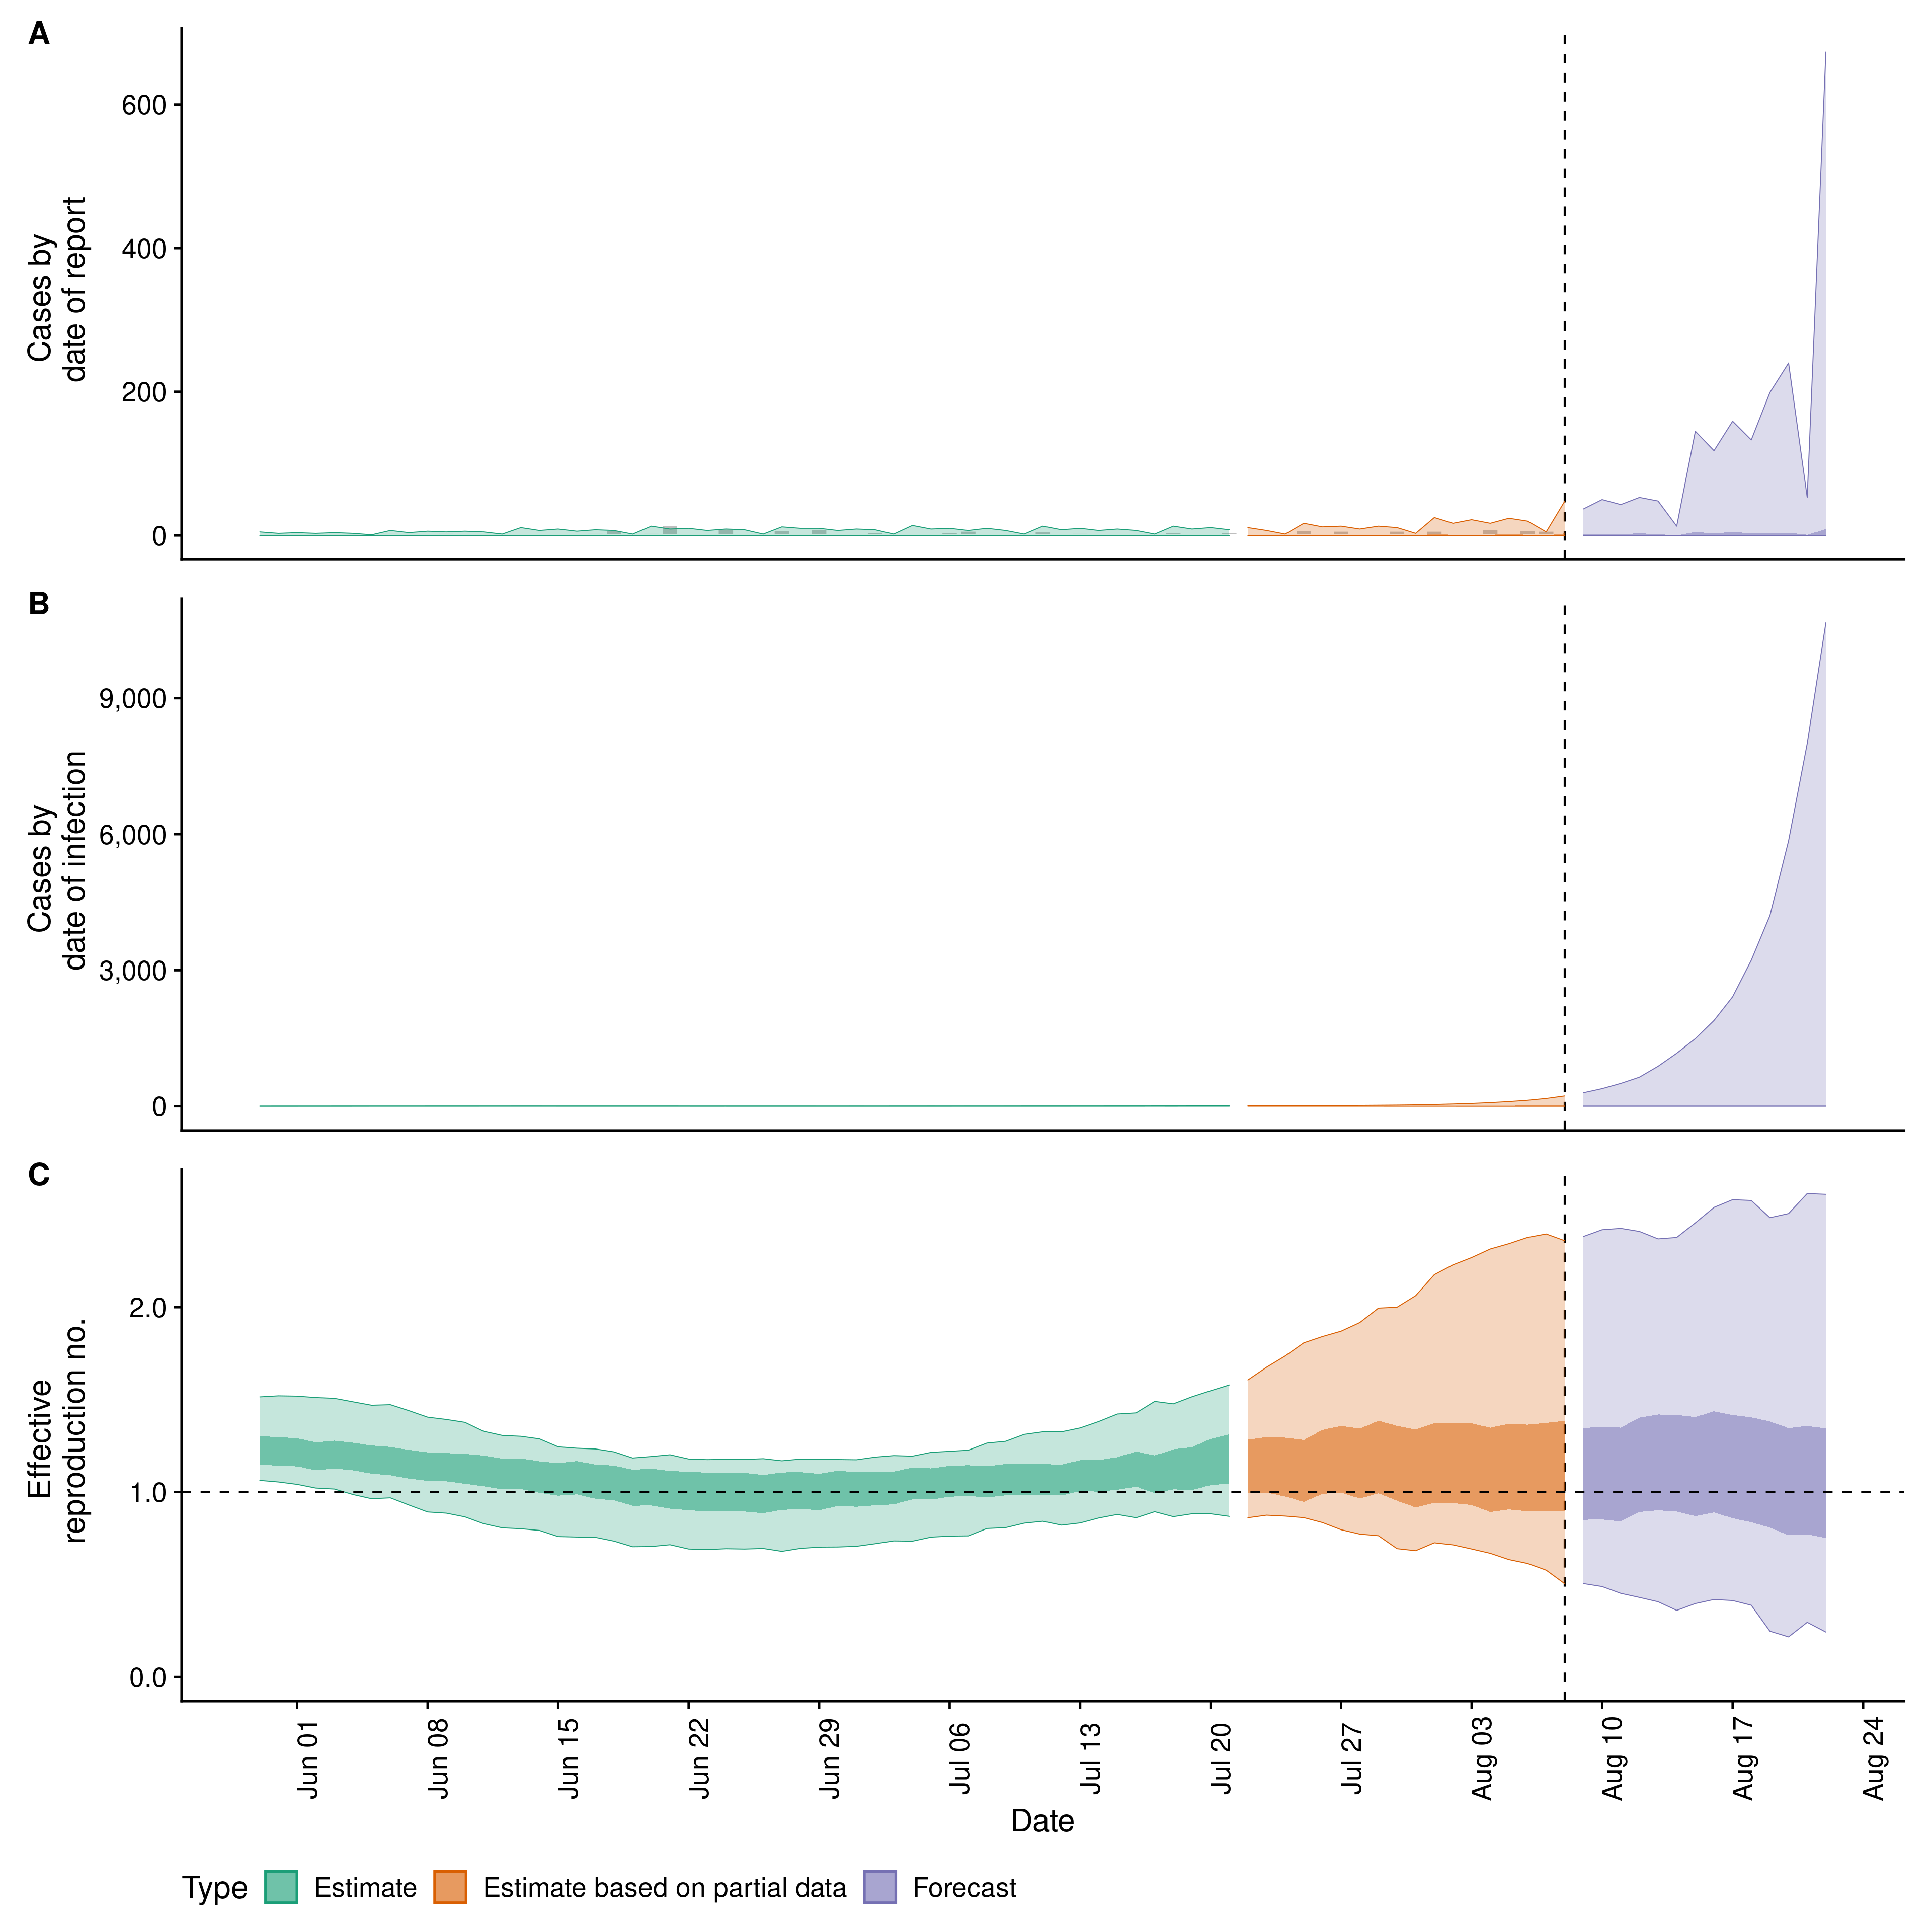 A
Cases by
date of report
600
400
200
0
B
Cases by
date of infection
9,000
6,000
3,000
0
C
Effective
reproduction no.
2.0
1.0
0.0
Jun 01
Jun 08
Jun 15
Jun 22
Jun 29
Jul 06
Jul 13
Jul 20
Jul 27
Aug 03
Aug 10
Aug 17
Aug 24
Date
Type Estimate Estimate based on partial data Forecast